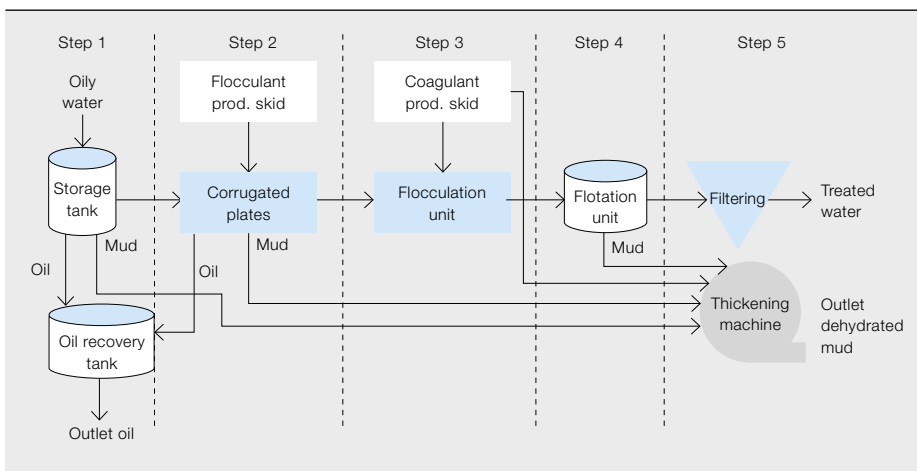 Step 1
Step 2
Step 3
Step 4
Step 5
Oily
water
Flocculant
prod. skid
Coagulant
prod. skid
Storage
tank
Corrugated
plates
Flocculation
unit
Flotation
unit
Filtering
Treated
water
Mud
Mud
Mud
Oil
Oil
Oil recovery
tank
Thickening
machine
Outlet
dehydrated
mud
Outlet oil